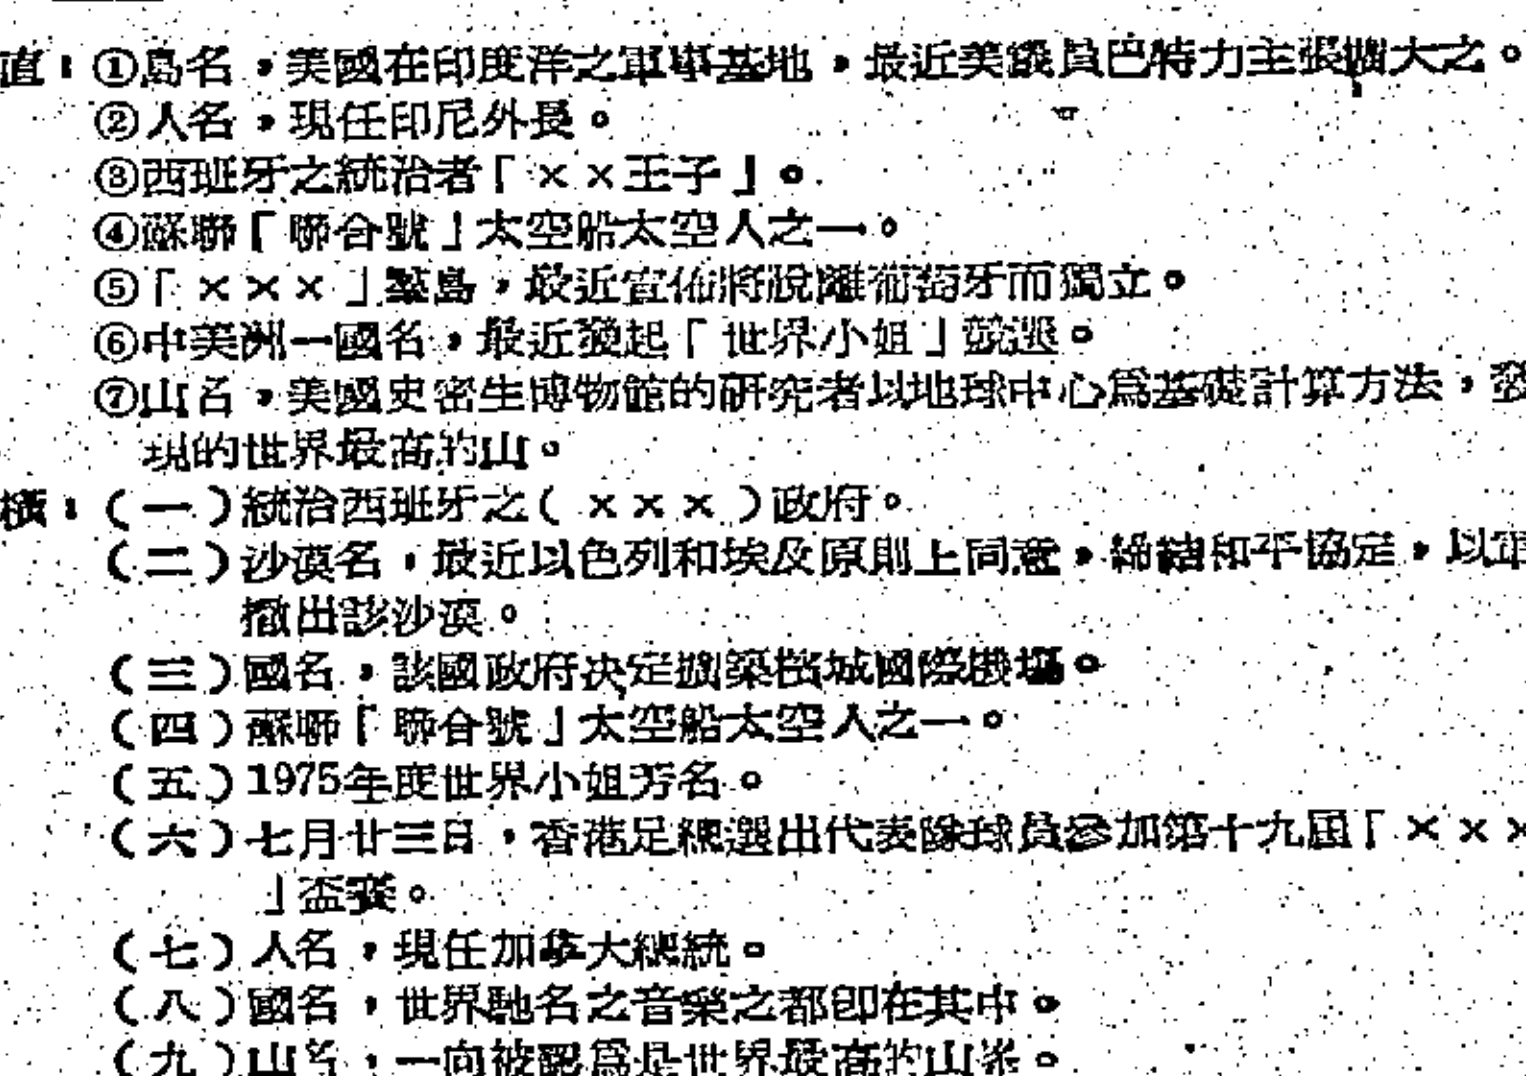 直：①島名，美國在印度洋之軍事基地，最近美議員巴特力主張擴大之。
②人名，現任印尼外長。
③西班牙之統治者「××王子」。
④蘇聯「聯合號」太空船太空人之一。
⑤「×××」羣島，最近宣佈將脫離葡萄牙而獨立。
⑥中美洲一國名，最近發起「世界小姐」競選。
⑦山名，美國史密生博物館的研究者以地球中心爲基礎計算方法，發
現的世界最高的山。
橫：（一）統治西班牙之（×××）政府。
（二）沙漠名，最近以色列和埃及原則上同意，締結和平協定，以軍
撤出該沙漠。
（三）國名，該國政府決定擴築檳城國際機場。
（四）蘇聯「聯合號」太空船太空人之一。
（五）1975年度世界小姐芳名。
（六）七月廿三日，香港足總選出代表隊球員參加第十九屆「×××
」盃賽。
（七）人名，現任加拿大總統。
（八）國名，世界馳名之音樂之都即在其中。
（九）山名，一向被認爲是世界最高的山峯。